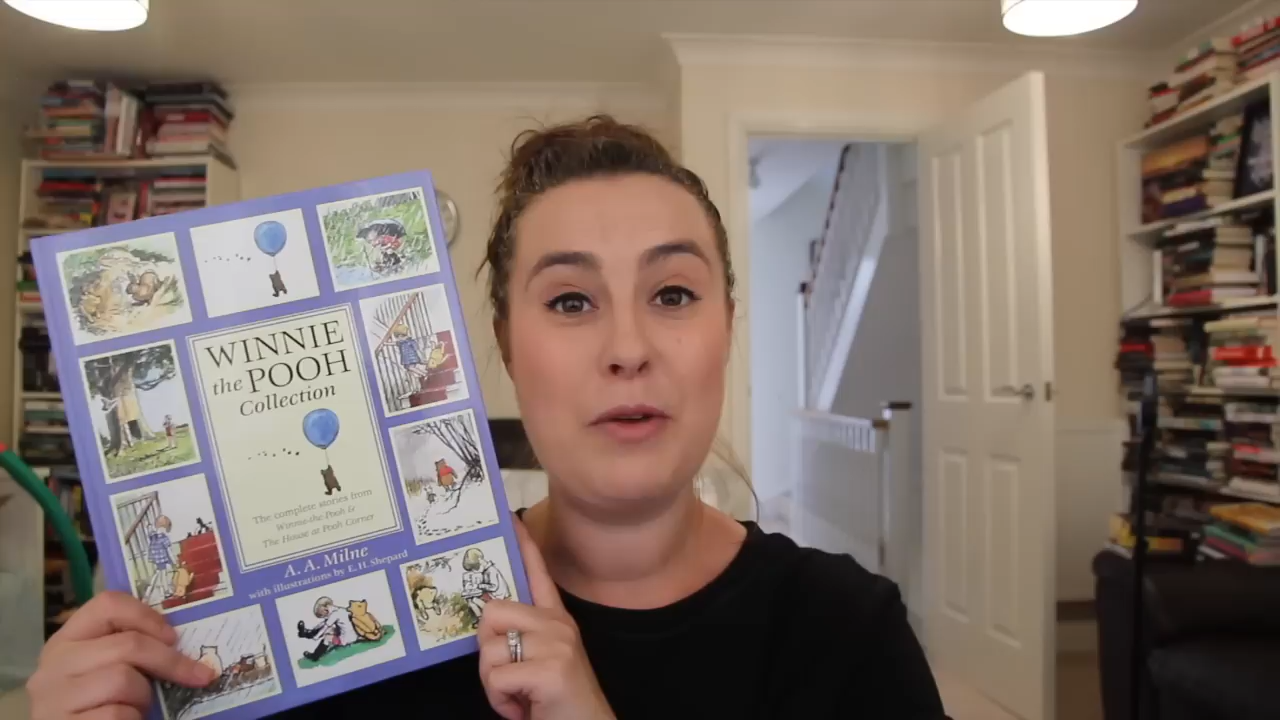 WINNIE
the POOH
Collection
The complete stories from
Winnie-the-Pooh &
The House at Pooh Corner
A. A. Milne
with illustrations by E. H. Shepard